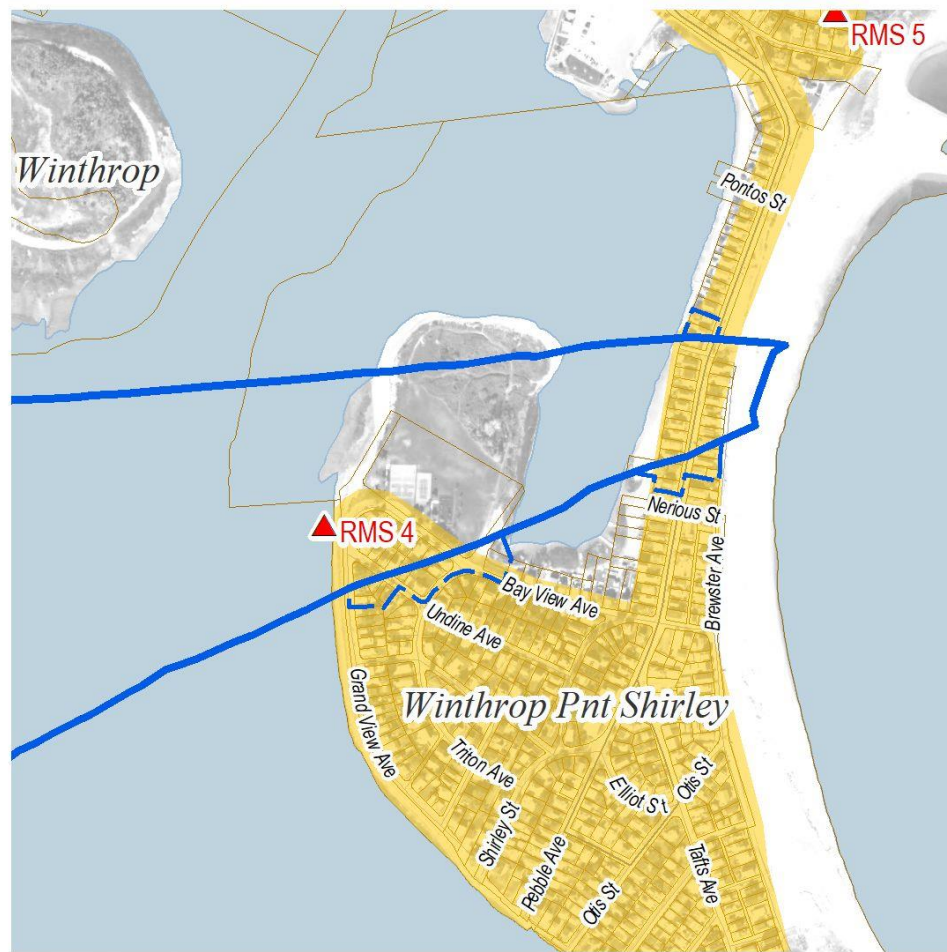 RMS 5
Winthrop
Pontos St
Nerious St
RMS 4
Brewster Ave
Bay View Ave
Undine Ave
Winthrop Pnt Shirley
Grand View Ave
Triton Ave
Otis St
Elliot St
Shirley St
Pebble Ave
Tafts Ave
Otis St